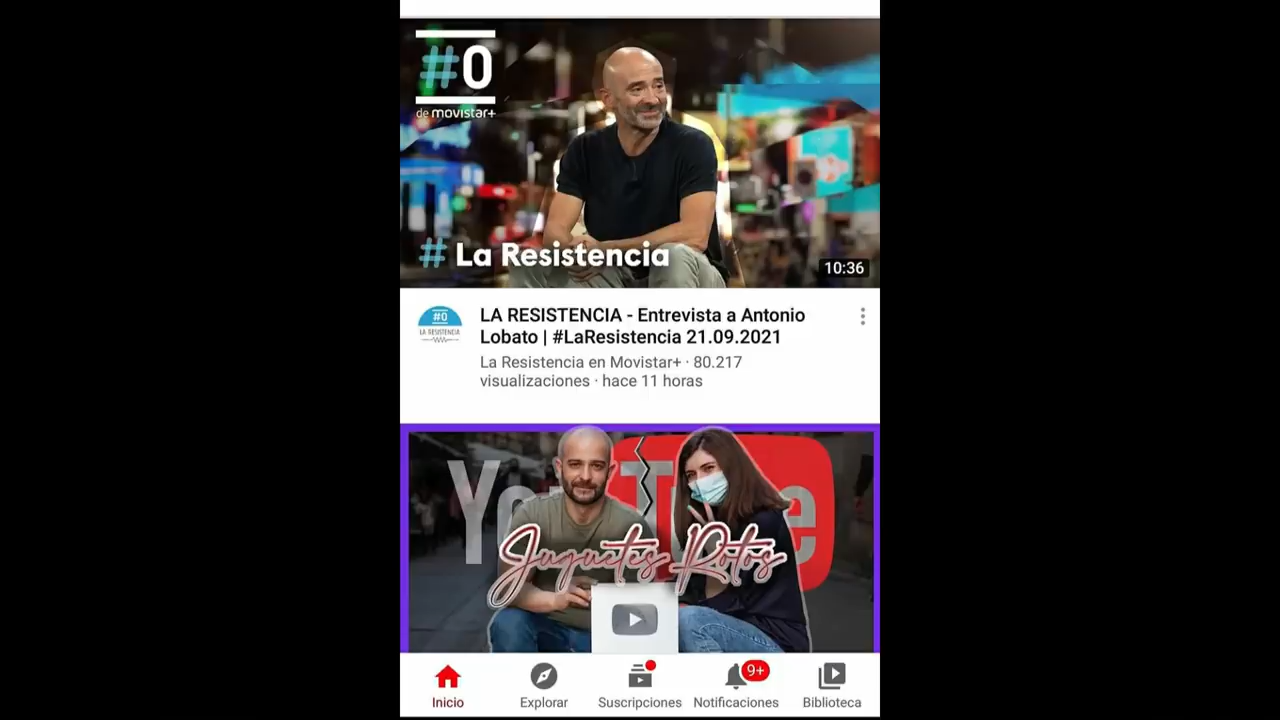 #0
de movistar+
# La Resistencia
10:36
#0
LA RESISTENCIA
LA RESISTENCIA - Entrevista a Antonio
Lobato | #LaResistencia 21.09.2021
La Resistencia en Movistar+ · 80.217
visualizaciones · hace 11 horas
YouTube
Juguetes Rotos
9+
Inicio
Explorar
Suscripciones
Notificaciones
Biblioteca